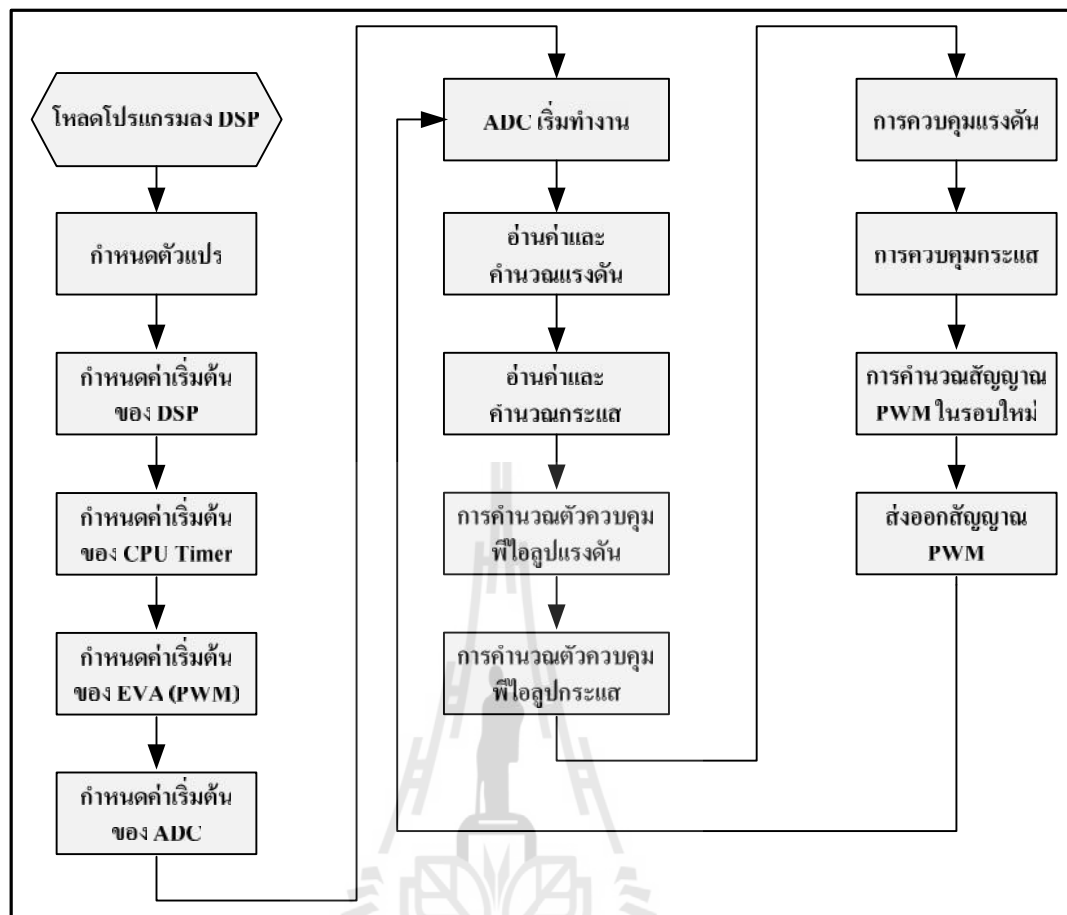 โหลดโปรแกรมลง DSP
กำหนดตัวแปร
กำหนดค่าเริ่มต้น
ของ DSP
กำหนดค่าเริ่มต้น
ของ CPU Timer
กำหนดค่าเริ่มต้น
ของ EVA (PWM)
กำหนดค่าเริ่มต้น
ของ ADC
ADC เริ่มทำงาน
อ่านค่าและ
คำนวณแรงดัน
อ่านค่าและ
คำนวณกระแส
การคำนวณตัวควบคุม
พีไอลูปแรงดัน
การคำนวณตัวควบคุม
พีไอลูปกระแส
การควบคุมแรงดัน
การควบคุมกระแส
การคำนวณสัญญาณ
PWM ในรอบใหม่
ส่งออกสัญญาณ
PWM